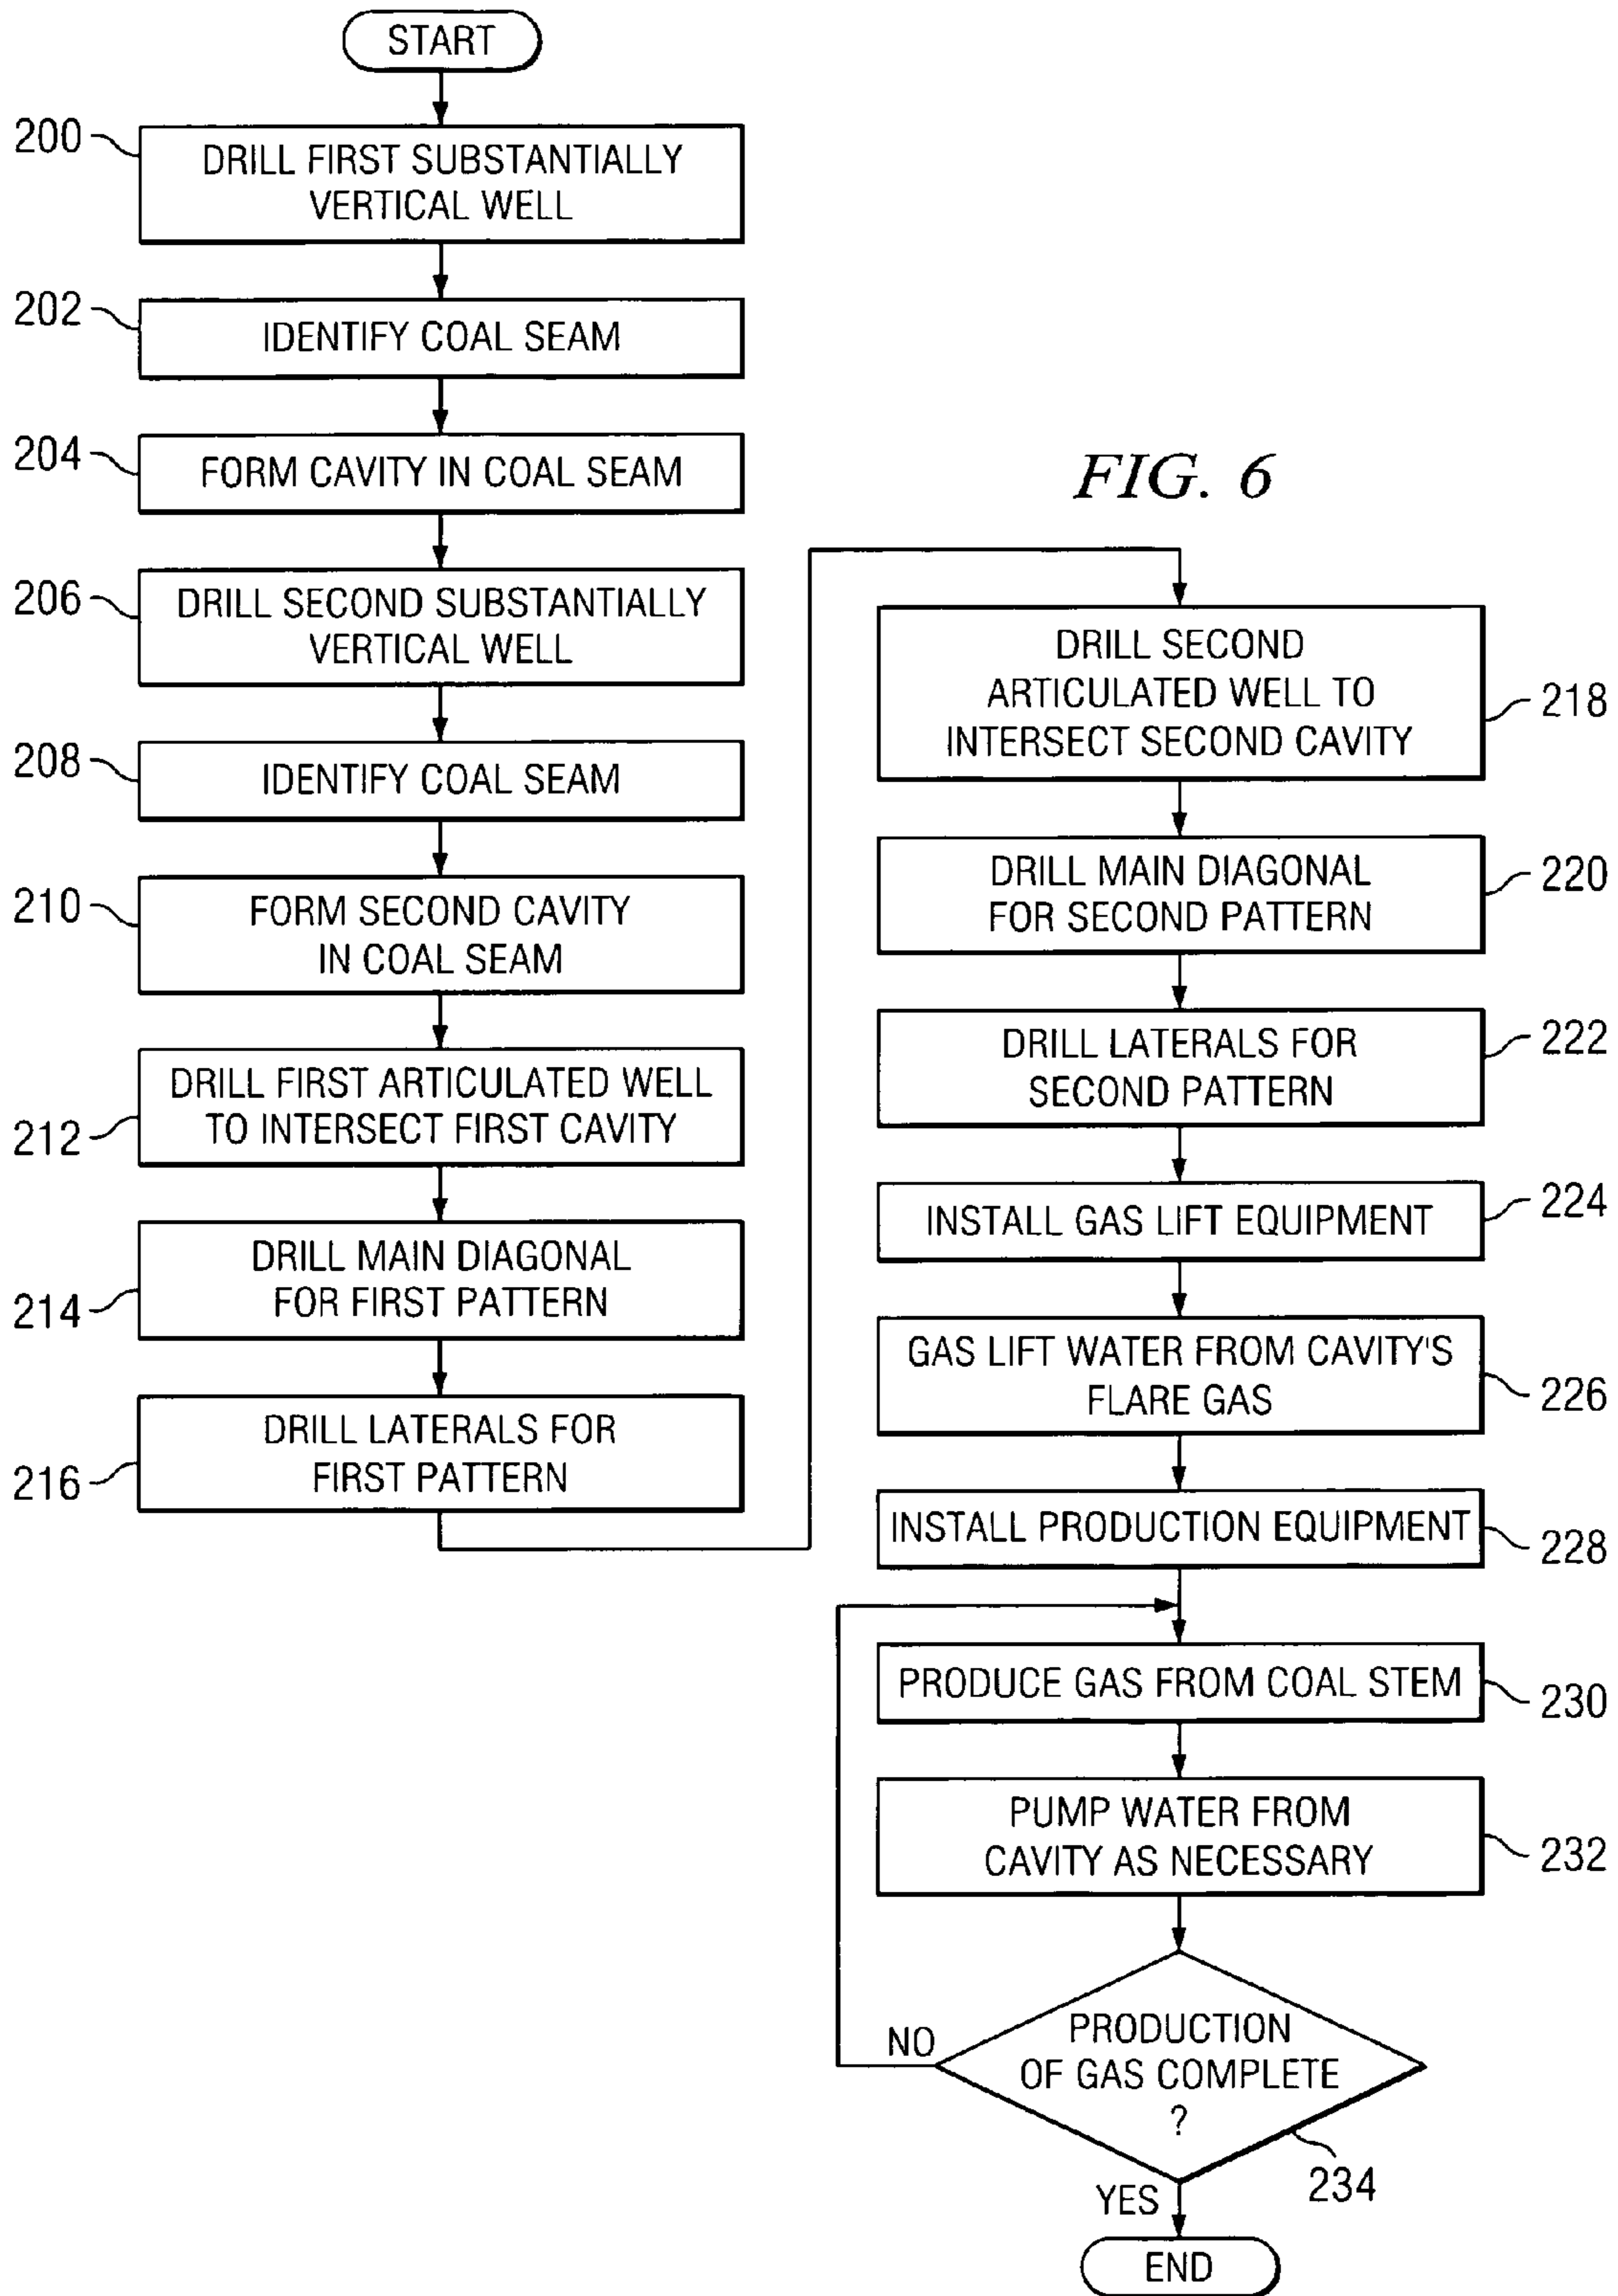 START
200
DRILL FIRST SUBSTANTIALLY
VERTICAL WELL
202
IDENTIFY COAL SEAM
204
FORM CAVITY IN COAL SEAM
206
DRILL SECOND SUBSTANTIALLY
VERTICAL WELL
208
IDENTIFY COAL SEAM
210
FORM SECOND CAVITY
IN COAL SEAM
212
DRILL FIRST ARTICULATED WELL
TO INTERSECT FIRST CAVITY
214
DRILL MAIN DIAGONAL
FOR FIRST PATTERN
216
DRILL LATERALS FOR
FIRST PATTERN
FIG. 6
DRILL SECOND
ARTICULATED WELL TO
INTERSECT SECOND CAVITY
218
DRILL MAIN DIAGONAL
FOR SECOND PATTERN
220
DRILL LATERALS FOR
SECOND PATTERN
222
INSTALL GAS LIFT EQUIPMENT
224
GAS LIFT WATER FROM CAVITY'S
FLARE GAS
226
INSTALL PRODUCTION EQUIPMENT
228
PRODUCE GAS FROM COAL STEM
230
PUMP WATER FROM
CAVITY AS NECESSARY
232
NO
PRODUCTION
OF GAS COMPLETE
?
234
YES
END